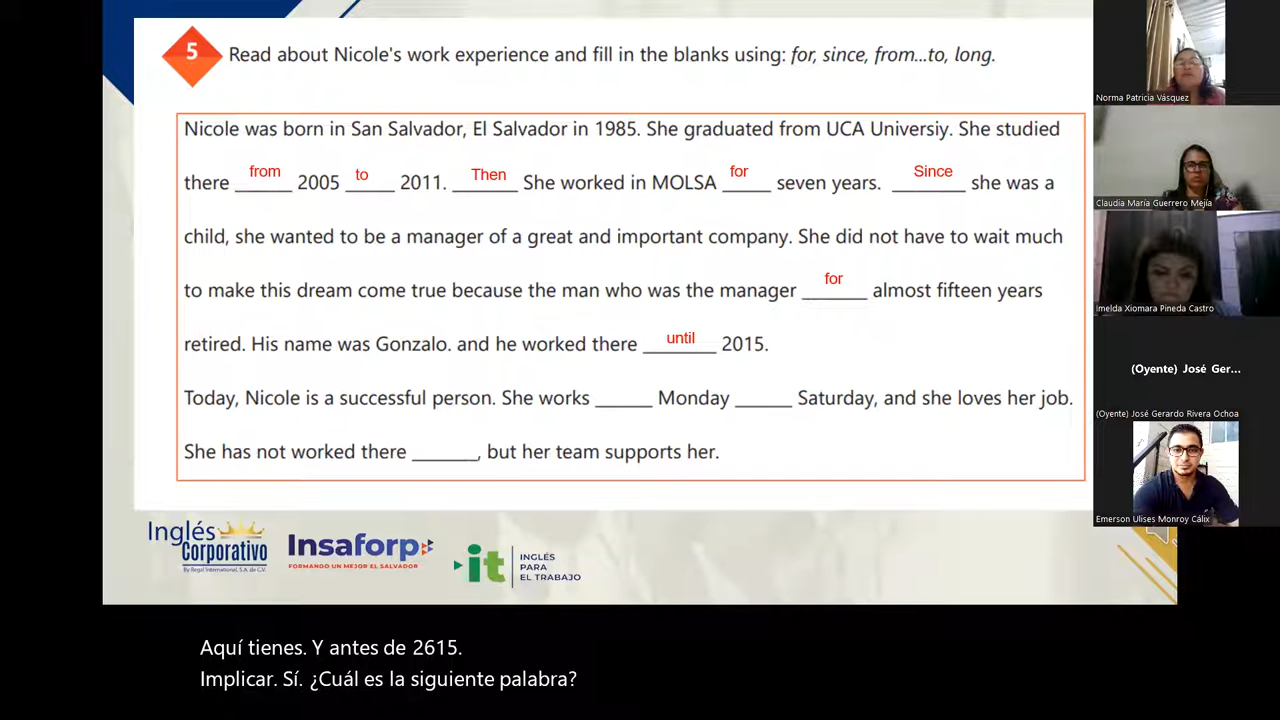 5 Read about Nicole's work experience and fill in the blanks using: for, since, from...to, long.
Nicole was born in San Salvador, El Salvador in 1985. She graduated from UCA Universiy. She studied
there from 2005 to 2011. Then She worked in MOLSA for seven years. Since she was a
child, she wanted to be a manager of a great and important company. She did not have to wait much
to make this dream come true because the man who was the manager for almost fifteen years
retired. His name was Gonzalo. and he worked there until 2015.
Today, Nicole is a successful person. She works ______ Monday ______ Saturday, and she loves her job.
She has not worked there _______, but her team supports her.
Inglés
Corporativo
By Regal International, S.A. de C.V.
Insaforp
FORMANDO UN MEJOR EL SALVADOR
it
INGLÉS
PARA
EL TRABAJO
Norma Patricia Vásquez
Claudia María Guerrero Mejía
Imelda Xiomara Pineda Castro
(Oyente) José Ger...
(Oyente) José Gerardo Rivera Ochoa
Emerson Ulises Monroy Cálix
Aquí tienes. Y antes de 2615.
Implicar. Sí. ¿Cuál es la siguiente palabra?